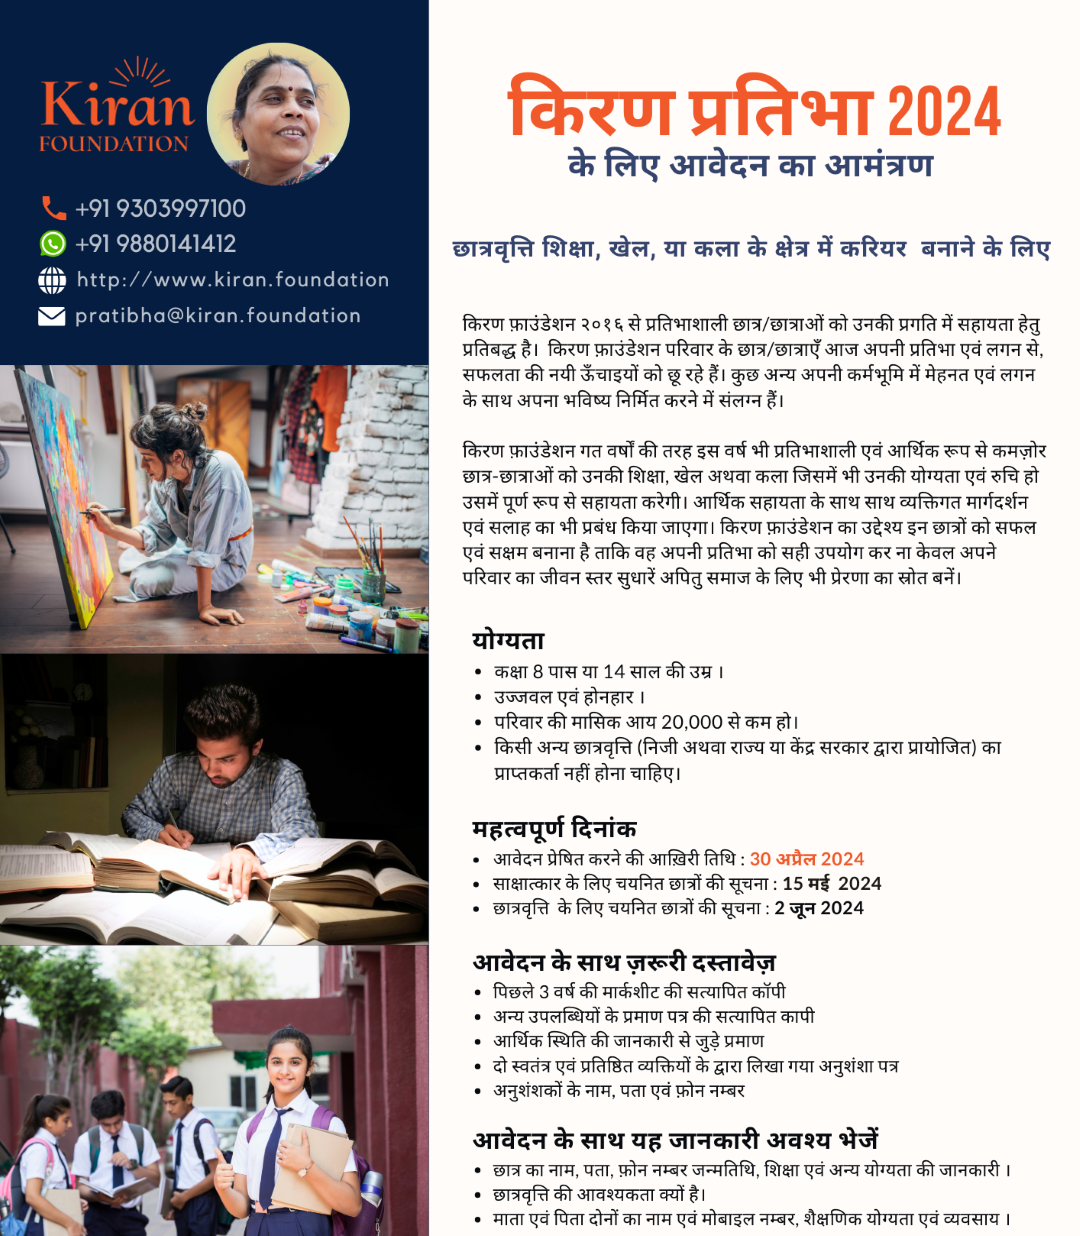 Kiran
FOUNDATION
+91 9303997100
+91 9880141412
http://www.kiran.foundation
pratibha@kiran.foundation
किरण प्रतिभा 2024
के लिए आवेदन का आमंत्रण
छात्रवृत्ति शिक्षा, खेल, या कला के क्षेत्र में करियर बनाने के लिए
किरण फ़ाउंडेशन २०१६ से प्रतिभाशाली छात्र/छात्राओं को उनकी प्रगति में सहायता हेतु
प्रतिबद्ध है। किरण फ़ाउंडेशन परिवार के छात्र/छात्राएँ आज अपनी प्रतिभा एवं लगन से,
सफलता की नयी ऊँचाइयों को छू रहे हैं। कुछ अन्य अपनी कर्मभूमि में मेहनत एवं लगन
के साथ अपना भविष्य निर्मित करने में संलग्न हैं।
किरण फ़ाउंडेशन गत वर्षों की तरह इस वर्ष भी प्रतिभाशाली एवं आर्थिक रूप से कमज़ोर
छात्र-छात्राओं को उनकी शिक्षा, खेल अथवा कला जिसमें भी उनकी योग्यता एवं रुचि हो
उसमें पूर्ण रूप से सहायता करेगी। आर्थिक सहायता के साथ साथ व्यक्तिगत मार्गदर्शन
एवं सलाह का भी प्रबंध किया जाएगा। किरण फ़ाउंडेशन का उद्देश्य इन छात्रों को सफल
एवं सक्षम बनाना है ताकि वह अपनी प्रतिभा को सही उपयोग कर ना केवल अपने
परिवार का जीवन स्तर सुधारें अपितु समाज के लिए भी प्रेरणा का स्रोत बनें।
योग्यता
• कक्षा 8 पास या 14 साल की उम्र ।
• उज्जवल एवं होनहार ।
• परिवार की मासिक आय 20,000 से कम हो।
• किसी अन्य छात्रवृत्ति (निजी अथवा राज्य या केंद्र सरकार द्वारा प्रायोजित) का
प्राप्तकर्ता नहीं होना चाहिए।
महत्वपूर्ण दिनांक
• आवेदन प्रेषित करने की आख़िरी तिथि : 30 अप्रैल 2024
• साक्षात्कार के लिए चयनित छात्रों की सूचना : 15 मई 2024
• छात्रवृत्ति के लिए चयनित छात्रों की सूचना : 2 जून 2024
आवेदन के साथ ज़रूरी दस्तावेज़
• पिछले 3 वर्ष की मार्कशीट की सत्यापित कॉपी
• अन्य उपलब्धियों के प्रमाण पत्र की सत्यापित कापी
• आर्थिक स्थिति की जानकारी से जुड़े प्रमाण
• दो स्वतंत्र एवं प्रतिष्ठित व्यक्तियों के द्वारा लिखा गया अनुशंशा पत्र
• अनुशंशकों के नाम, पता एवं फ़ोन नम्बर
आवेदन के साथ यह जानकारी अवश्य भेजें
• छात्र का नाम, पता, फ़ोन नम्बर जन्मतिथि, शिक्षा एवं अन्य योग्यता की जानकारी ।
• छात्रवृत्ति की आवश्यकता क्यों है।
• माता एवं पिता दोनों का नाम एवं मोबाइल नम्बर, शैक्षणिक योग्यता एवं व्यवसाय ।